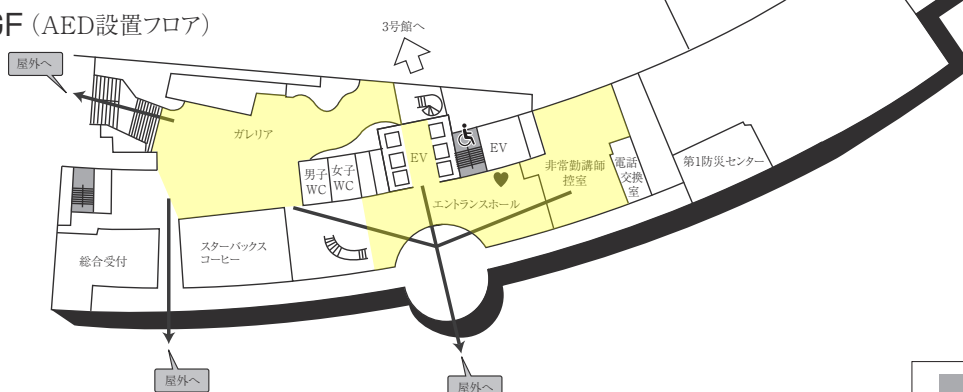 GF (AED設置フロア)
3号館へ
屋外へ
ガレリア
EV
EV
男子
WC
女子
WC
非常勤講師
控室
電話
交換
室
第1防災センター
エントランスホール
スターバックス
コーヒー
総合受付
屋外へ
屋外へ